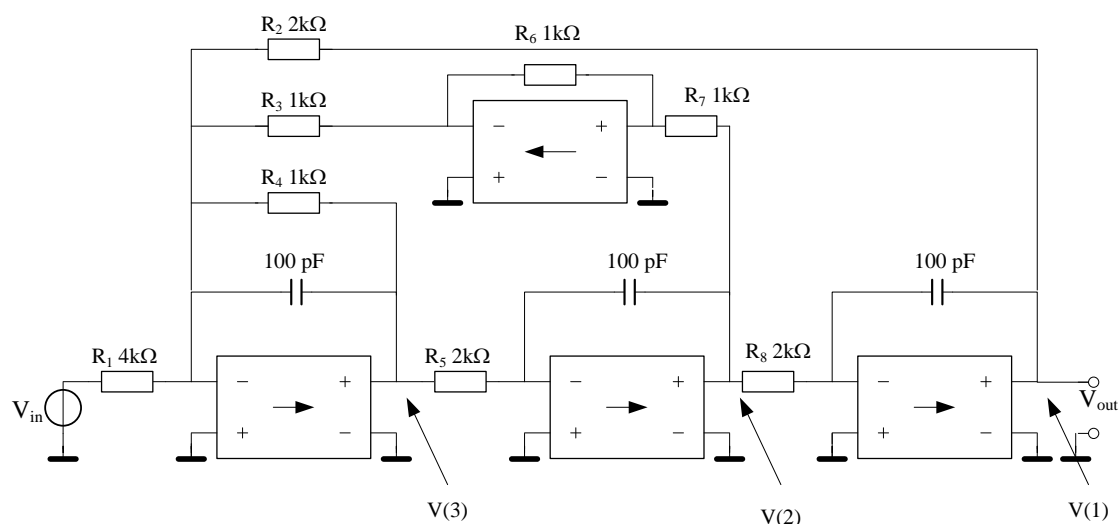 R2 2kΩ
R6 1kΩ
R3 1kΩ
R7 1kΩ
− +
+ −
R4 1kΩ
100 pF
100 pF
100 pF
R1 4kΩ
R5 2kΩ
R8 2kΩ
− +
− +
− +
Vin
Vout
+ −
+ −
+ −
V(3)
V(2)
V(1)